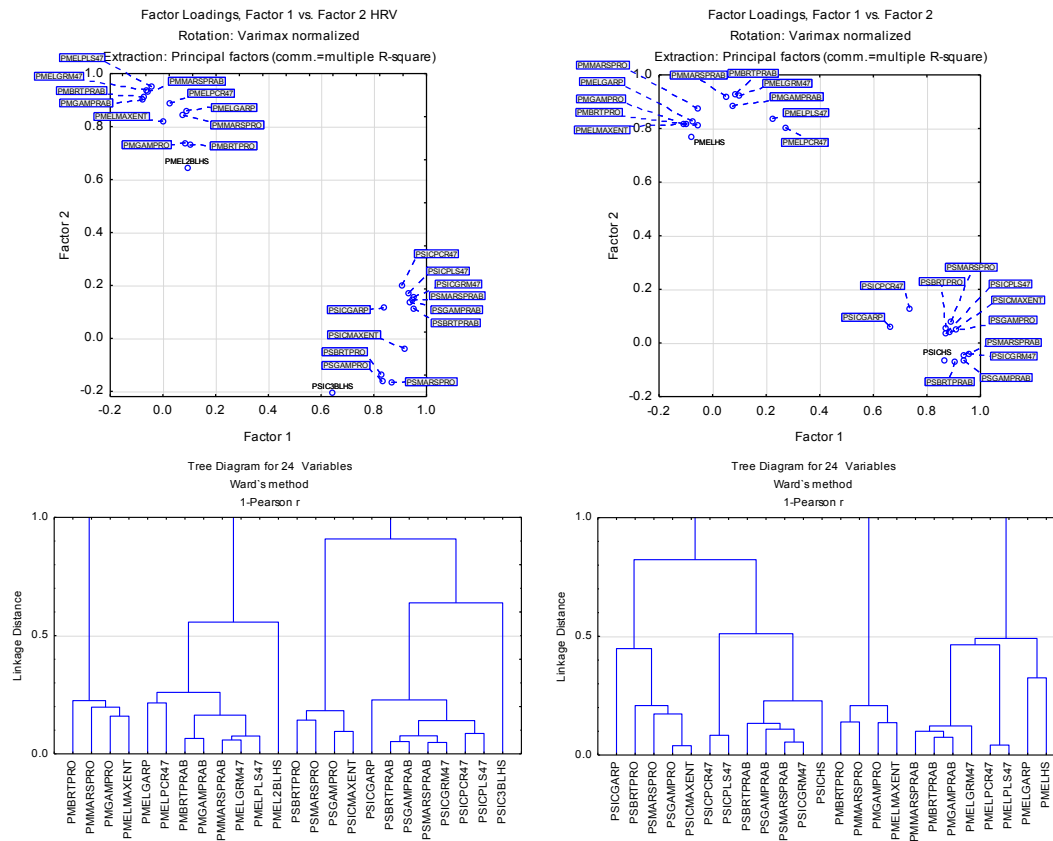 Factor Loadings, Factor 1 vs. Factor 2 HRV
Rotation: Varimax normalized
Extraction: Principal factors (comm.=multiple R-square)
PMELPLS47
PMELGRM47
PMBRTPRAB
PMGAMPRAB
PMELMAXENT
PMMARSPRAB
PMELPCR47
PMELGARP
PMMARSPRO
PMGAMPRO
PMBRTPRO
PMEL2BLHS
PSICPCR47
PSICPLS47
PSICGRM47
PSMARSPRAB
PSGAMPRAB
PSBRTPRAB
PSICGARP
PSICMAXENT
PSBRTPRO
PSGAMPRO
PSMARSPRO
PSIC3BLHS
1.0
0.8
0.6
0.4
0.2
0.0
-0.2
-0.2 0.0 0.2 0.4 0.6 0.8 1.0
Factor 1
Factor 2
Factor Loadings, Factor 1 vs. Factor 2
Rotation: Varimax normalized
Extraction: Principal factors (comm.=multiple R-square)
PMMARSPRO
PMELGARP
PMGAMPRO
PMBRTPRO
PMELMAXENT
PMMARSPRAB
PMBRTPRAB
PMELGRM47
PMGAMPRAB
PMELPLS47
PMELPCR47
PMELHS
PSMARSPRO
PSBRTPRO
PSICPCR47
PSICPLS47
PSICMAXENT
PSICGARP
PSGAMPRO
PSMARSPRAB
PSICGRM47
PSICHS
PSGAMPRAB
PSBRTPRAB
1.0
0.8
0.6
0.4
0.2
0.0
-0.2
-0.2 0.0 0.2 0.4 0.6 0.8 1.0
Factor 1
Factor 2
Tree Diagram for 24 Variables
Ward`s method
1-Pearson r
1.0
0.5
0.0
Linkage Distance
PMBRTPRO
PMMARSPRO
PMGAMPRO
PMELMAXENT
PMELGARP
PMELPCR47
PMBRTPRAB
PMGAMPRAB
PMMARSPRAB
PMELGRM47
PMELPLS47
PMEL2BLHS
PSBRTPRO
PSMARSPRO
PSGAMPRO
PSICMAXENT
PSICGARP
PSBRTPRAB
PSGAMPRAB
PSMARSPRAB
PSICGRM47
PSICPCR47
PSICPLS47
PSIC3BLHS
Tree Diagram for 24 Variables
Ward`s method
1-Pearson r
1.0
0.5
0.0
Linkage Distance
PSICGARP
PSBRTPRO
PSMARSPRO
PSGAMPRO
PSICMAXENT
PSICPCR47
PSICPLS47
PSBRTPRAB
PSGAMPRAB
PSMARSPRAB
PSICGRM47
PSICHS
PMBRTPRO
PMMARSPRO
PMGAMPRO
PMELMAXENT
PMMARSPRAB
PMBRTPRAB
PMGAMPRAB
PMELGRM47
PMELPCR47
PMELPLS47
PMELGARP
PMELHS